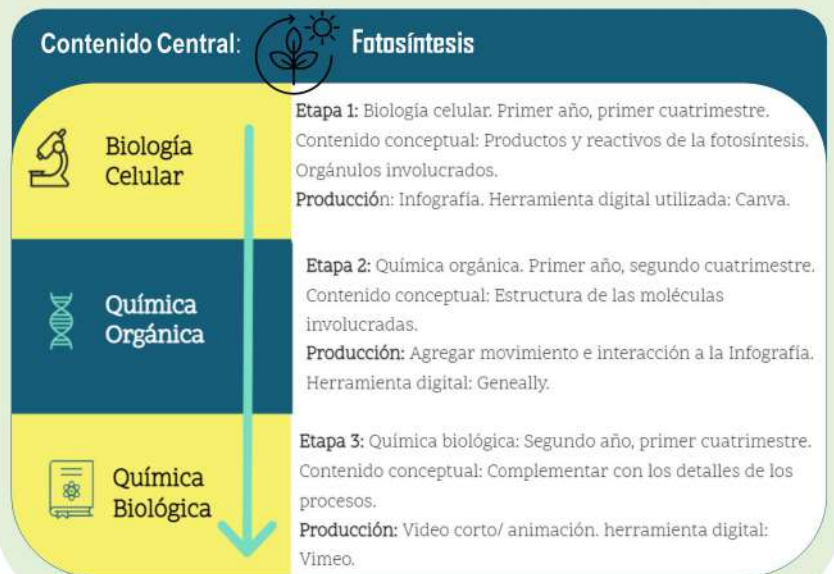 Contenido Central: Fotosíntesis
Biología
Celular
Etapa 1: Biología celular. Primer año, primer cuatrimestre.
Contenido conceptual: Productos y reactivos de la fotosíntesis.
Orgánulos involucrados.
Producción: Infografía. Herramienta digital utilizada: Canva.
Química
Orgánica
Etapa 2: Química orgánica. Primer año, segundo cuatrimestre.
Contenido conceptual: Estructura de las moléculas
involucradas.
Producción: Agregar movimiento e interacción a la Infografía.
Herramienta digital: Geneally.
Química
Biológica
Etapa 3: Química biológica: Segundo año, primer cuatrimestre.
Contenido conceptual: Complementar con los detalles de los
procesos.
Producción: Video corto/ animación. herramienta digital:
Vimeo.